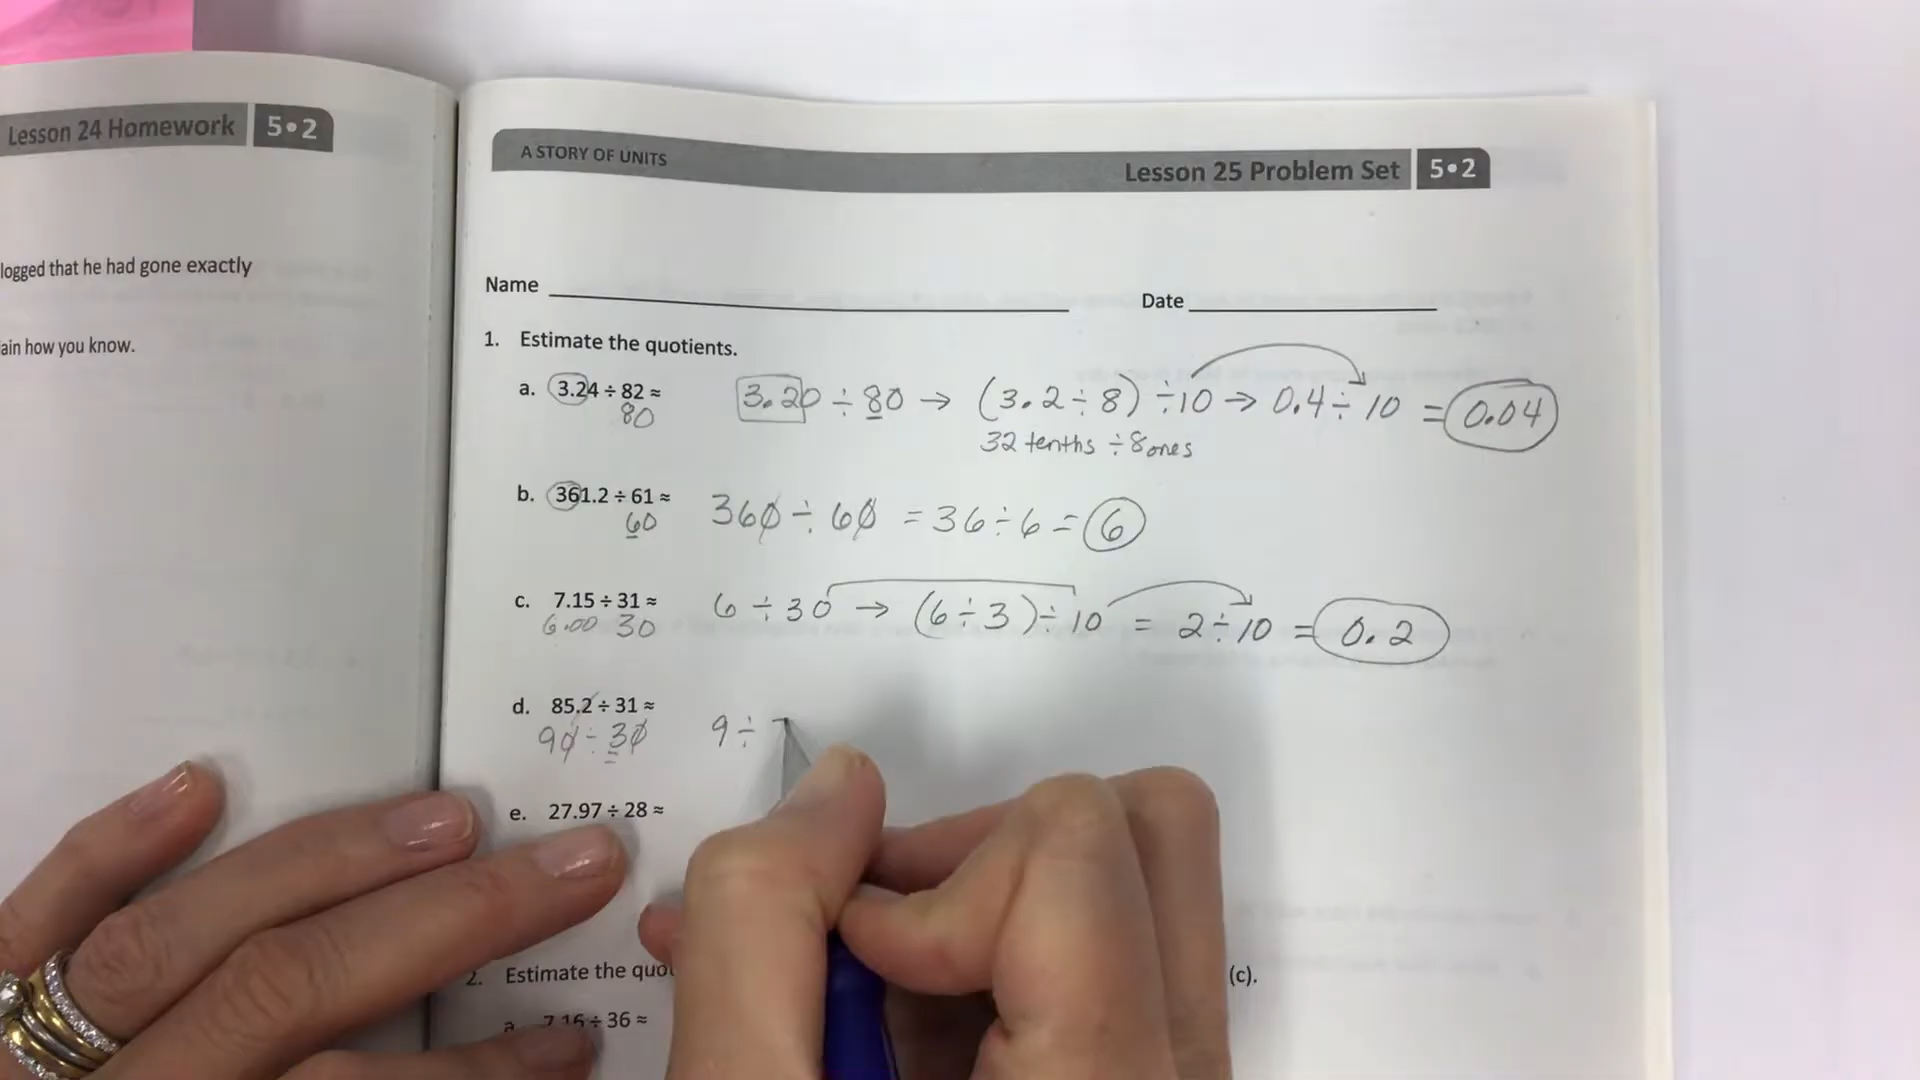 Lesson 24 Homework 5•2
logged that he had gone exactly
ain how you know.
A STORY OF UNITS
Lesson 25 Problem Set 5•2
Name
Date
1. Estimate the quotients.
a. 3.24 ÷ 82 ≈ 3.20 ÷ 80 → (3.2 ÷ 8) ÷ 10 → 0.4 ÷ 10 = 0.04
80
32 tenths ÷ 8 ones
b. 361.2 ÷ 61 ≈ 360 ÷ 60 = 36 ÷ 6 = 6
60
c. 7.15 ÷ 31 ≈ 6 ÷ 30 → (6 ÷ 3) ÷ 10 = 2 ÷ 10 = 0.2
6.00 30
d. 85.2 ÷ 31 ≈
90 ÷ 30 9 ÷
e. 27.97 ÷ 28 ≈
2. Estimate the quo (c).
a. 7.16 ÷ 36 ≈